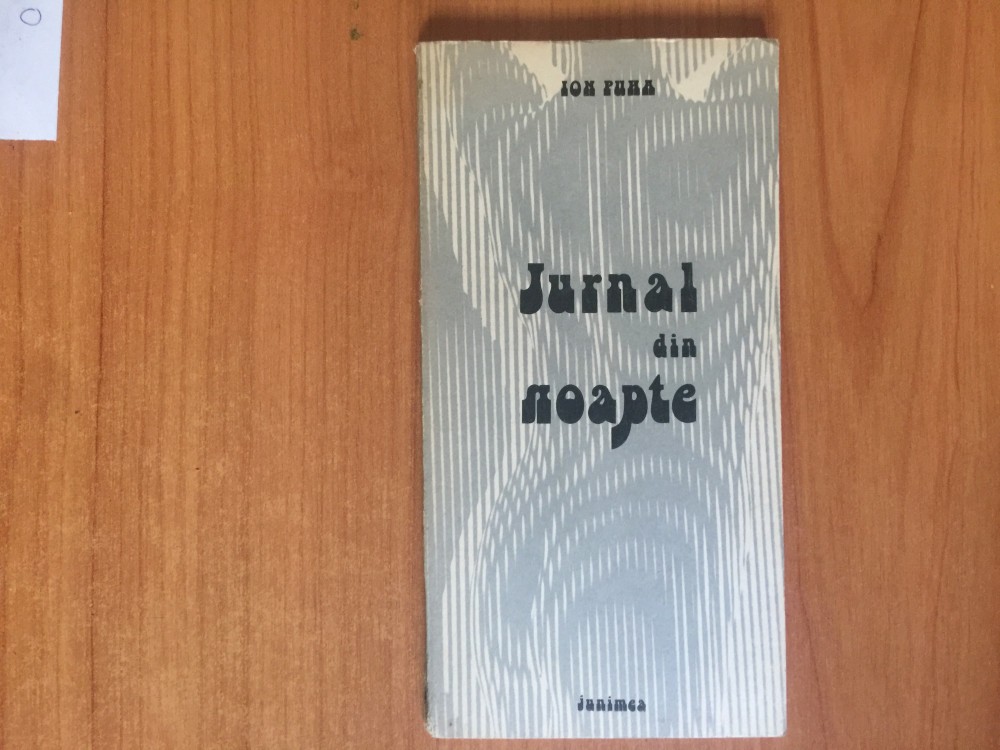 ION PUHA
Jurnal
din
noapte
junimea